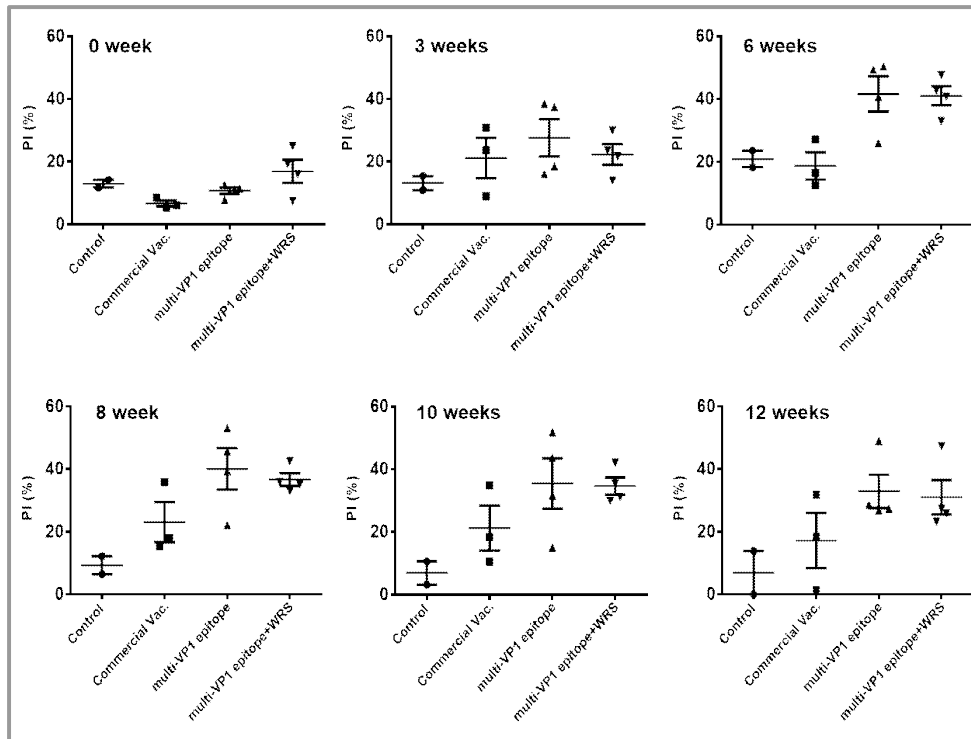 0 week
PI (%)
60
40
20
0
Control
Commercial Vac.
multi-VP1 epitope
multi-VP1 epitope+WRS
3 weeks
PI (%)
60
40
20
0
Control
Commercial Vac.
multi-VP1 epitope
multi-VP1 epitope+WRS
6 weeks
PI (%)
60
40
20
0
Control
Commercial Vac.
multi-VP1 epitope
multi-VP1 epitope+WRS
8 week
PI (%)
60
40
20
0
Control
Commercial Vac.
multi-VP1 epitope
multi-VP1 epitope+WRS
10 weeks
PI (%)
60
40
20
0
Control
Commercial Vac.
multi-VP1 epitope
multi-VP1 epitope+WRS
12 weeks
PI (%)
60
40
20
0
Control
Commercial Vac.
multi-VP1 epitope
multi-VP1 epitope+WRS